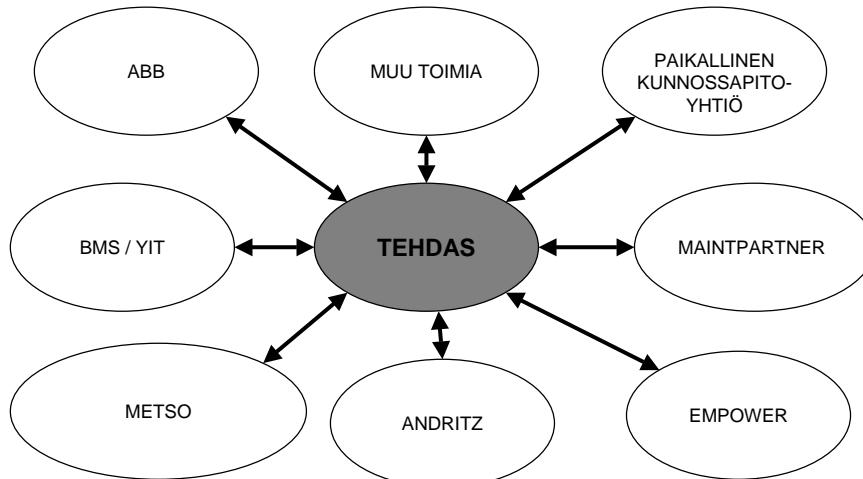 ABB
MUU TOIMIA
PAIKALLINEN
KUNNOSSAPITO-
YHTIÖ
BMS / YIT
TEHDAS
MAINTPARTNER
METSO
ANDRITZ
EMPOWER